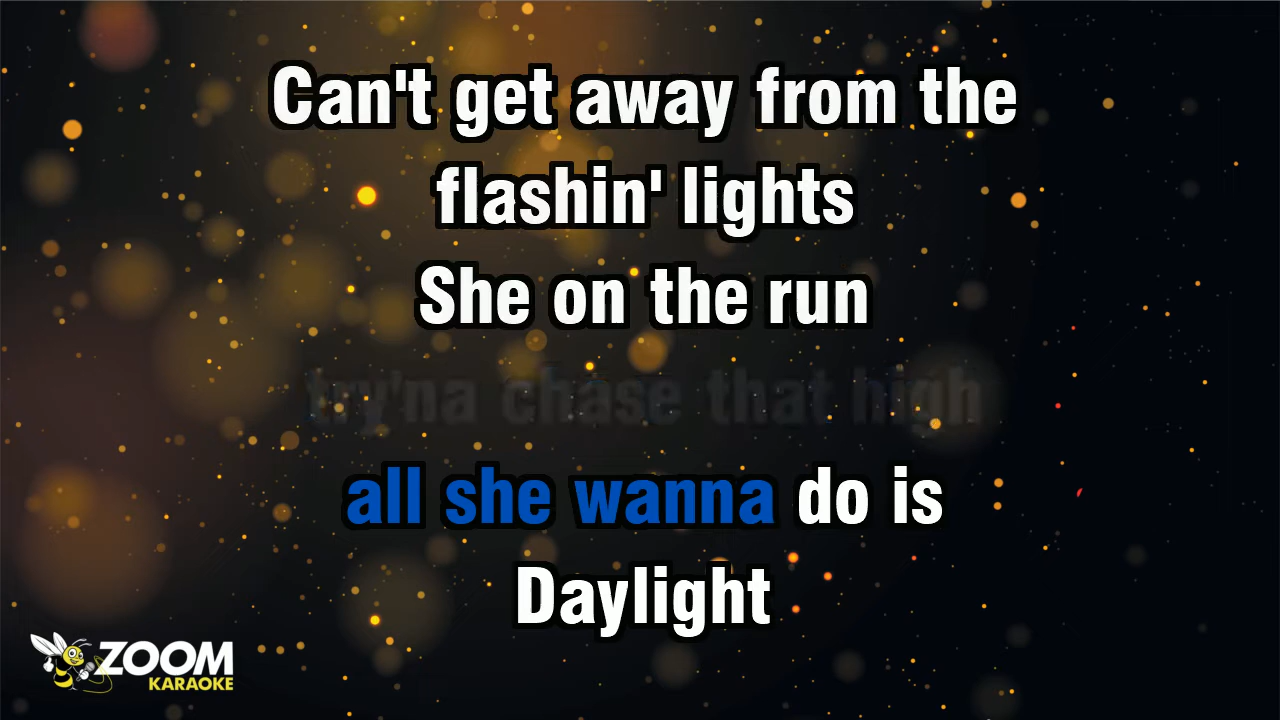 Can't get away from the
flashin' lights
She on the run
try'na chase that high
all she wanna do is
Daylight
ZOOM
KARAOKE